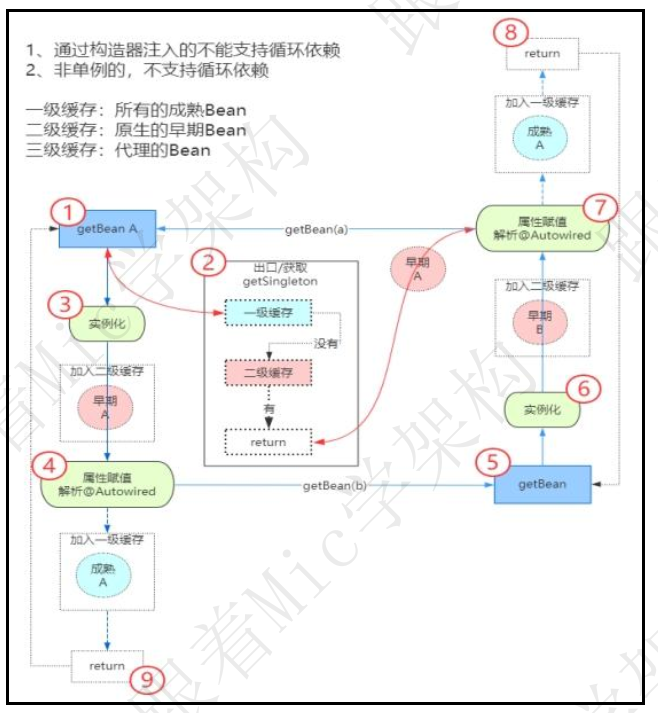 1、通过构造器注入的不能支持循环依赖
2、非单例的，不支持循环依赖
一级缓存：所有的成熟Bean
二级缓存：原生的早期Bean
三级缓存：代理的Bean
①
getBean A
getBean(a)
②
出口/获取
getSingleton
一级缓存
没有
二级缓存
有
return
③
实例化
加入二级缓存
早期
A
④
属性赋值
解析@Autowired
getBean(b)
加入一级缓存
成熟
A
return
⑨
⑧
return
加入一级缓存
成熟
A
⑦
属性赋值
解析@Autowired
早期
A
加入二级缓存
早期
B
⑥
实例化
⑤
getBean
跟着Mic学架构